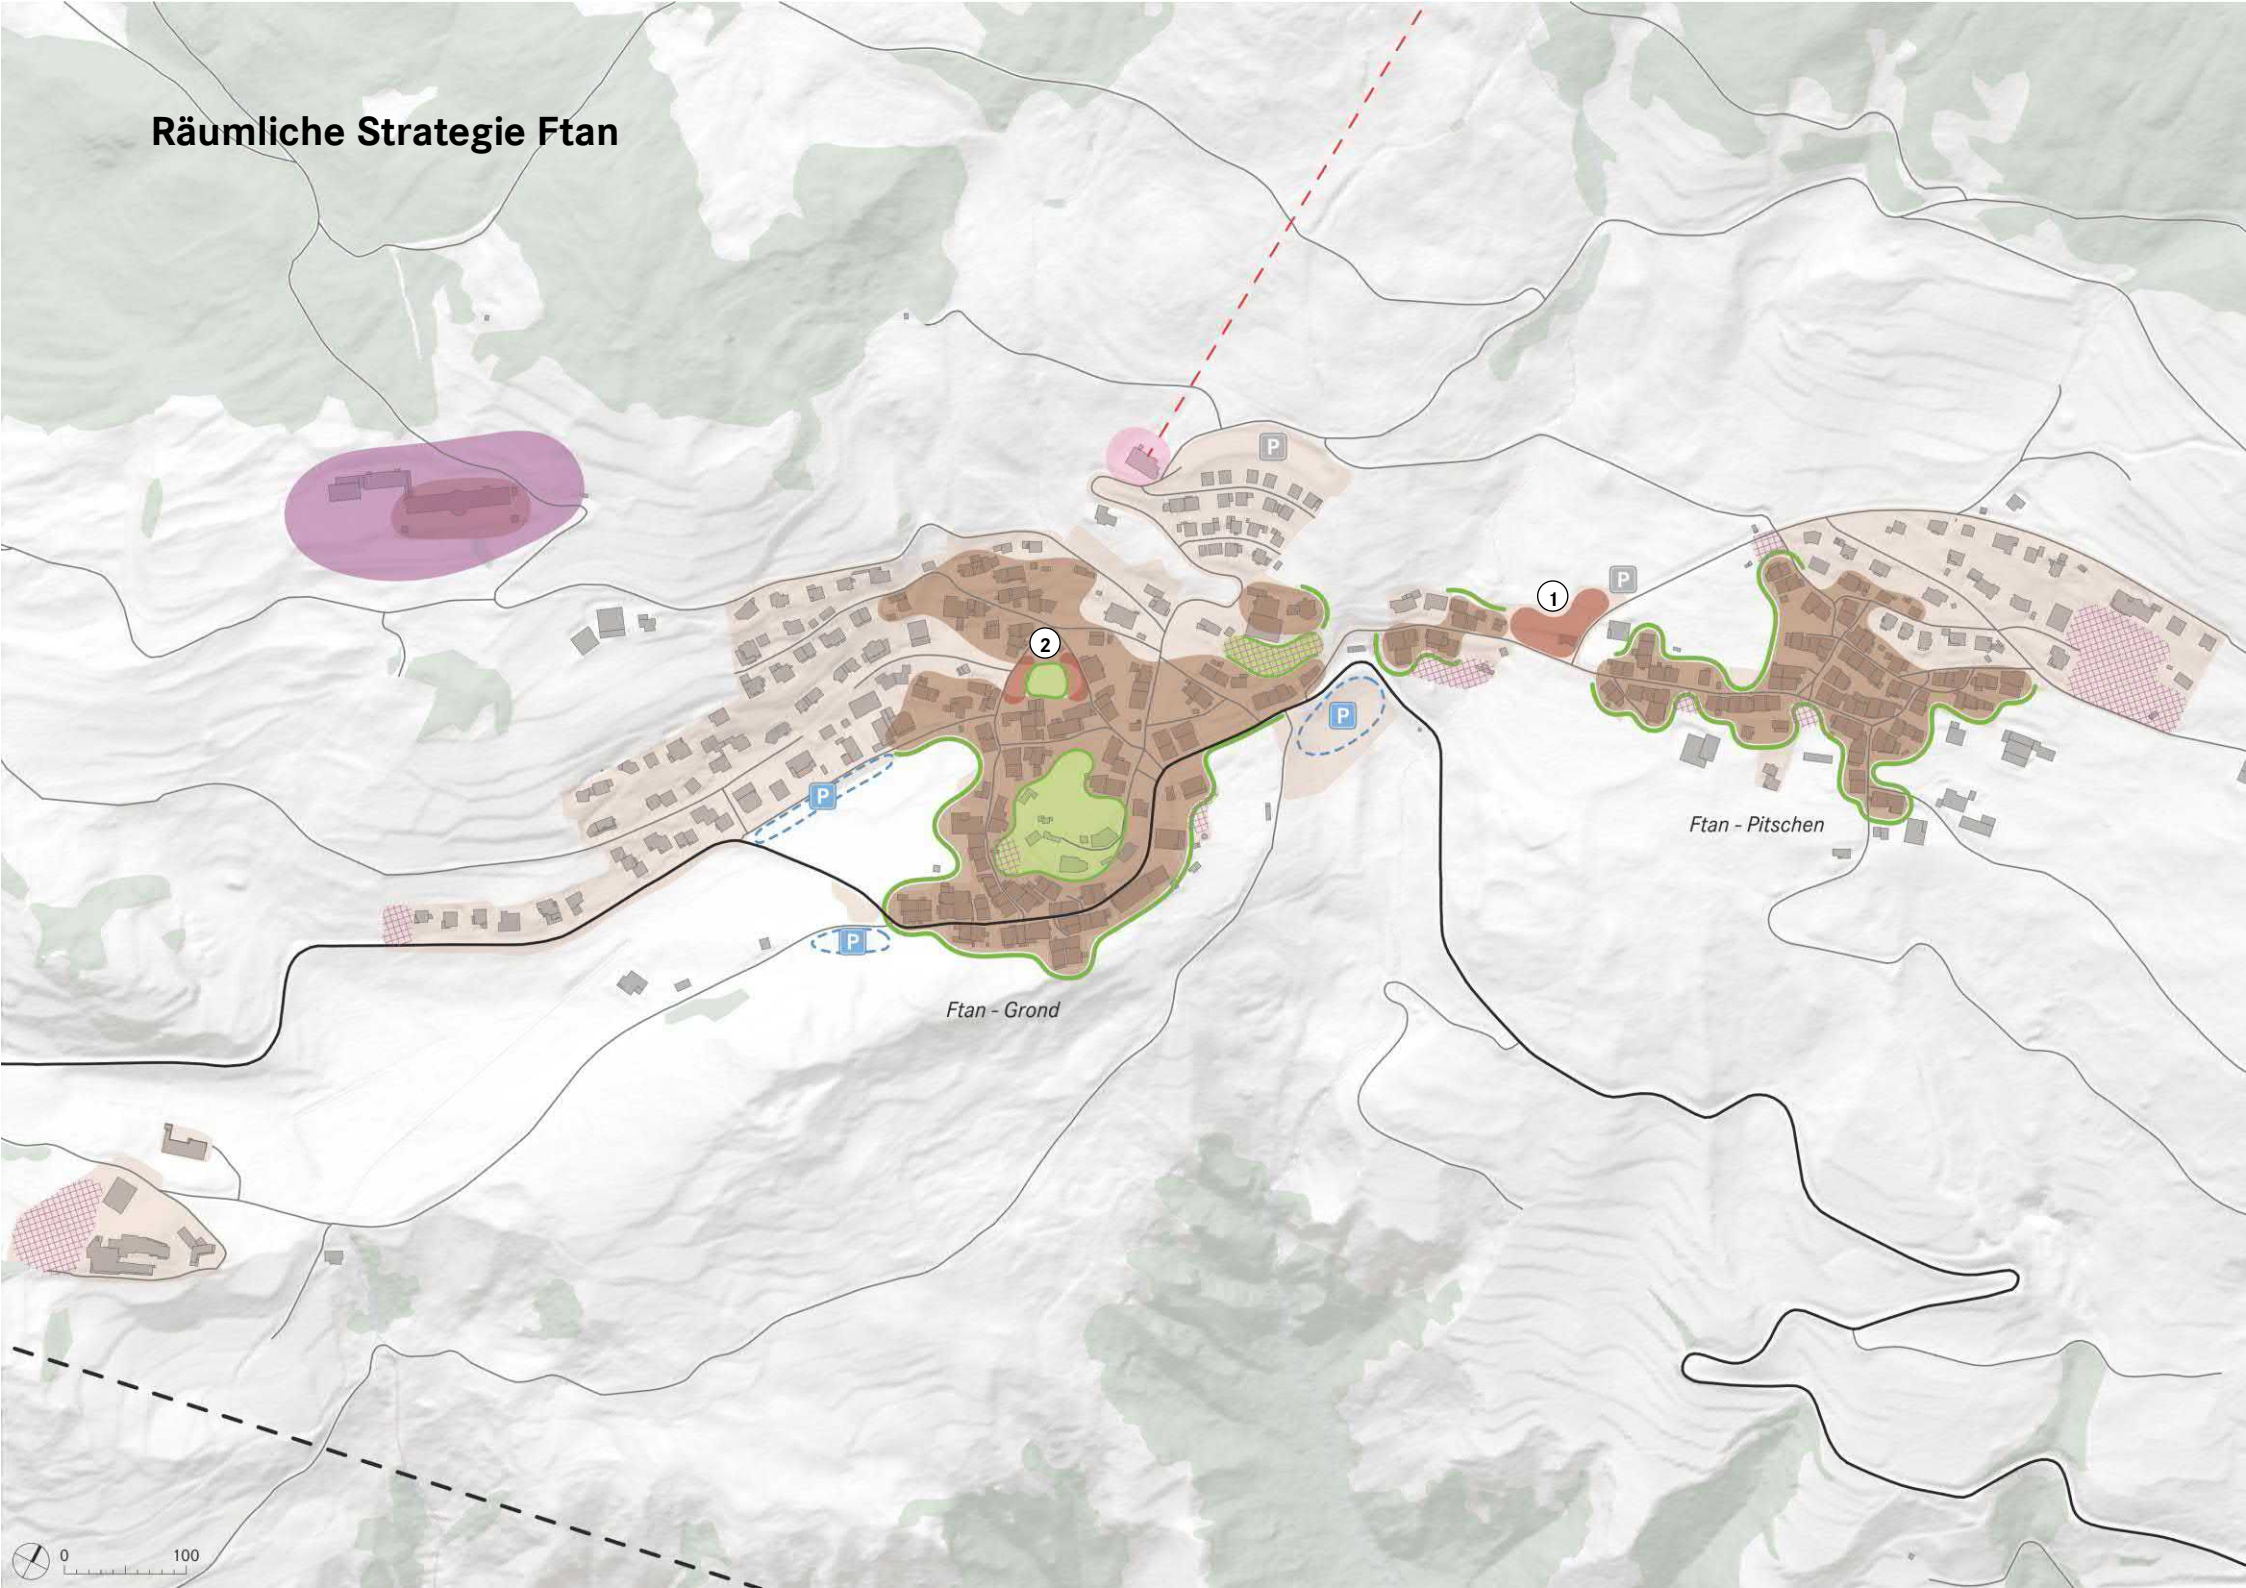 Räumliche Strategie Ftan
P
1
P
2
P
P
Ftan - Pitschen
P
Ftan - Grond
0 100